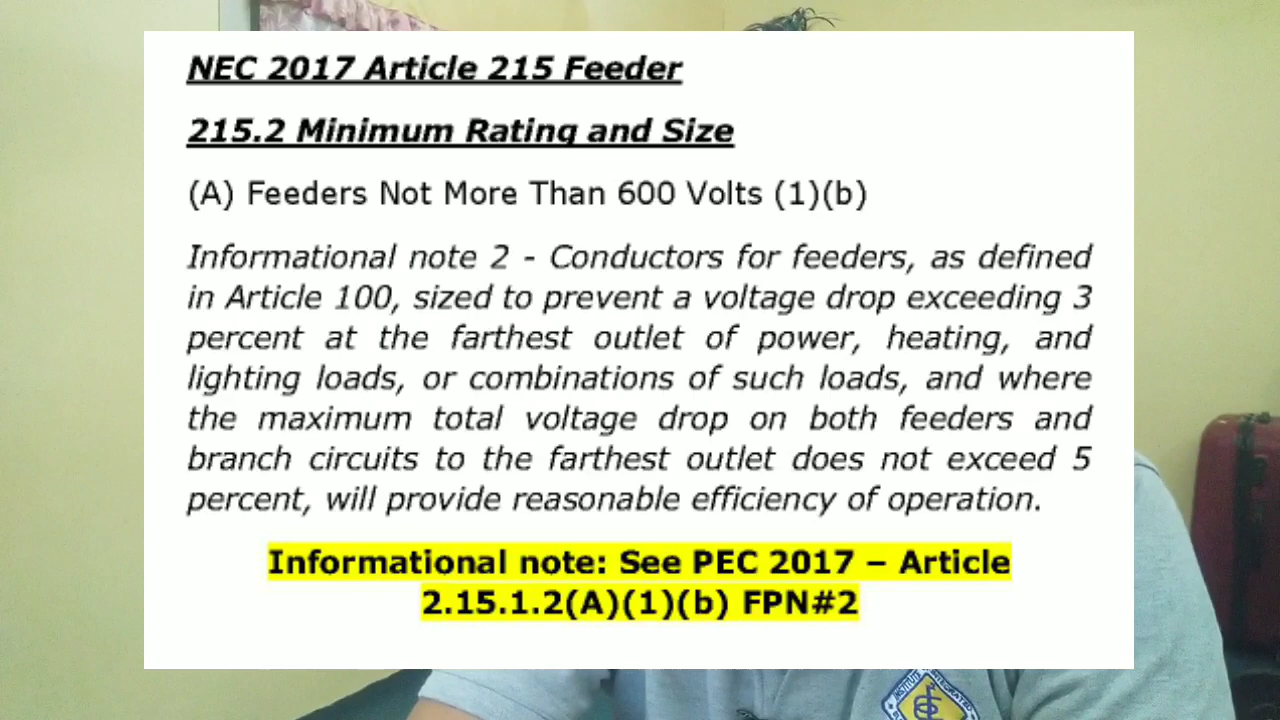 NEC 2017 Article 215 Feeder
215.2 Minimum Rating and Size
(A) Feeders Not More Than 600 Volts (1)(b)
Informational note 2 - Conductors for feeders, as defined
in Article 100, sized to prevent a voltage drop exceeding 3
percent at the farthest outlet of power, heating, and
lighting loads, or combinations of such loads, and where
the maximum total voltage drop on both feeders and
branch circuits to the farthest outlet does not exceed 5
percent, will provide reasonable efficiency of operation.
Informational note: See PEC 2017 – Article
2.15.1.2(A)(1)(b) FPN#2